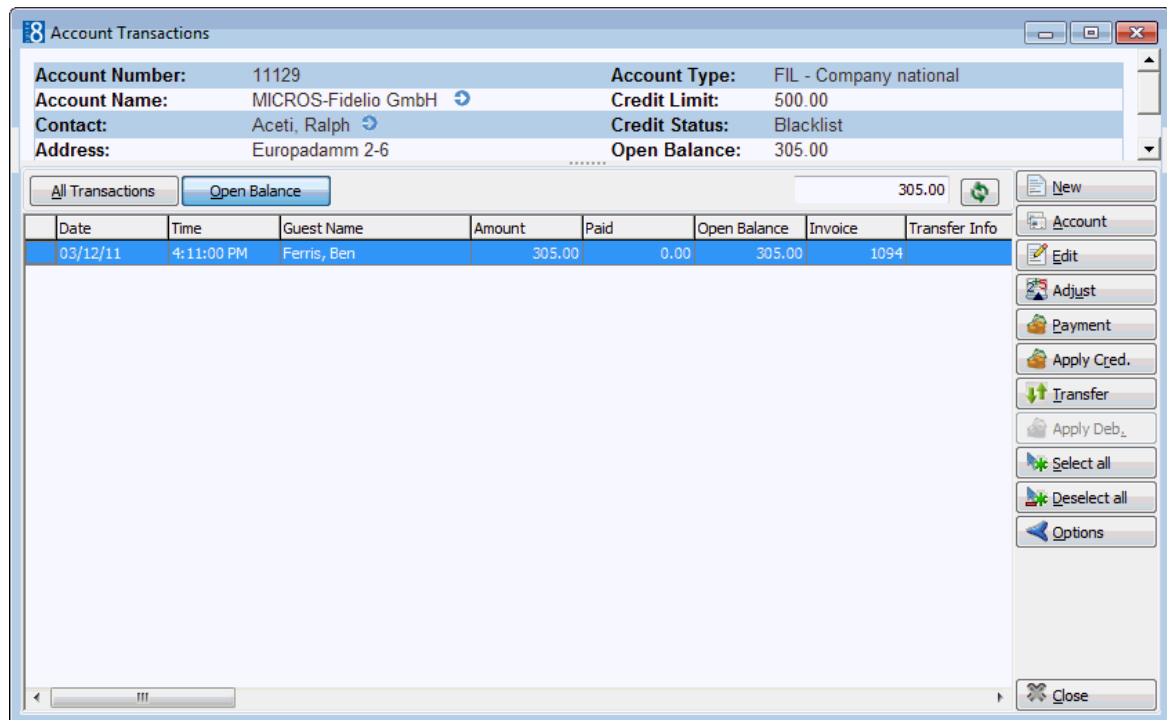 8 Account Transactions
Account Number: 11129 Account Type: FIL - Company national
Account Name: MICROS-Fidelio GmbH Credit Limit: 500.00
Contact: Aceti, Ralph Credit Status: Blacklist
Address: Europadamm 2-6 Open Balance: 305.00
All Transactions Open Balance 305.00
Date Time Guest Name Amount Paid Open Balance Invoice Transfer Info
03/12/11 4:11:00 PM Ferris, Ben 305.00 0.00 305.00 1094
New
Account
Edit
Adjust
Payment
Apply Cred.
Transfer
Apply Deb.
Select all
Deselect all
Options
Close